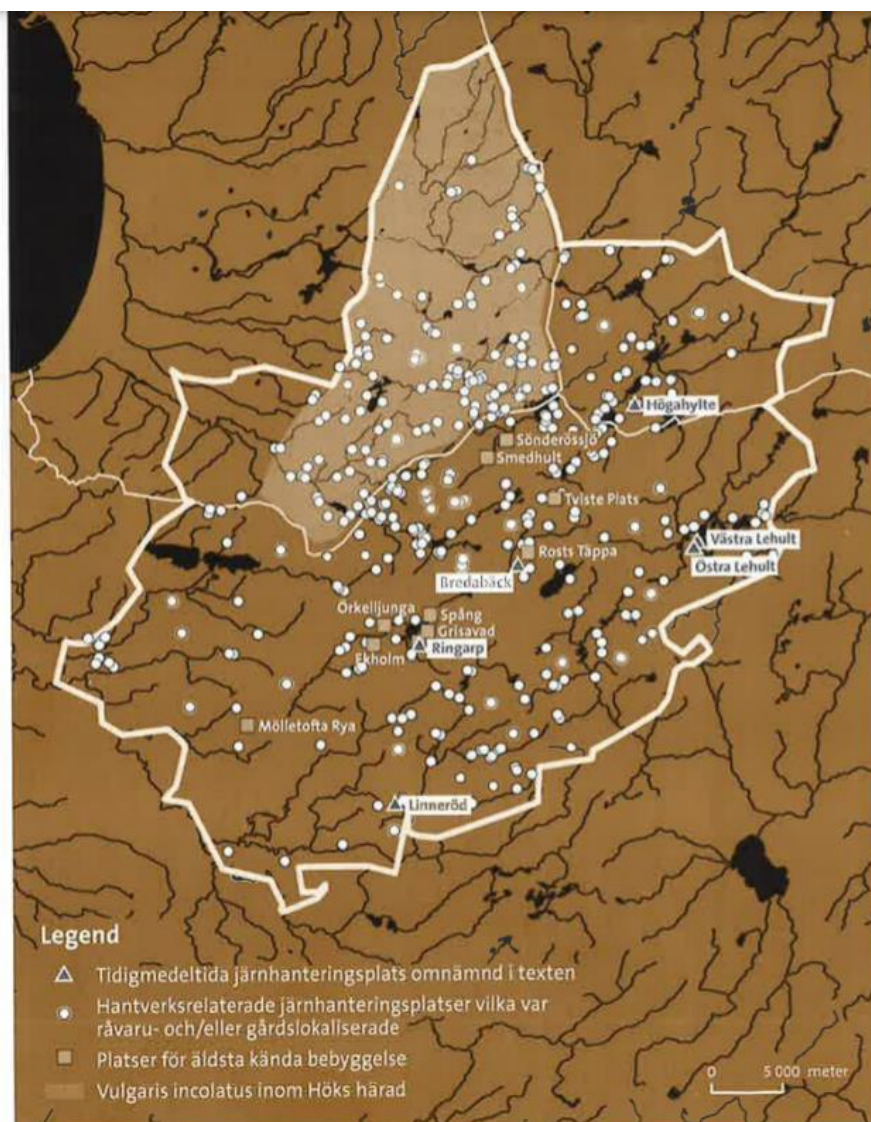 Högahylte
Sönderössjö
Smedhult
Tviste Plats
Västra Lehult
Rosts Täppa
Östra Lehult
Bredabäck
Örkelljunga
Spång
Grisavad
Ekholm
Ringarp
Mölletofta Rya
Linneröd
Legend
Tidigmedeltida järnhanteringsplats omnämnd i texten
Hantverksrelaterade järnhanteringsplatser vilka var
råvaru- och/eller gårdslokaliserade
Platser för äldsta kända bebyggelse
Vulgaris incolatus inom Höks härad
0 5 000 meter